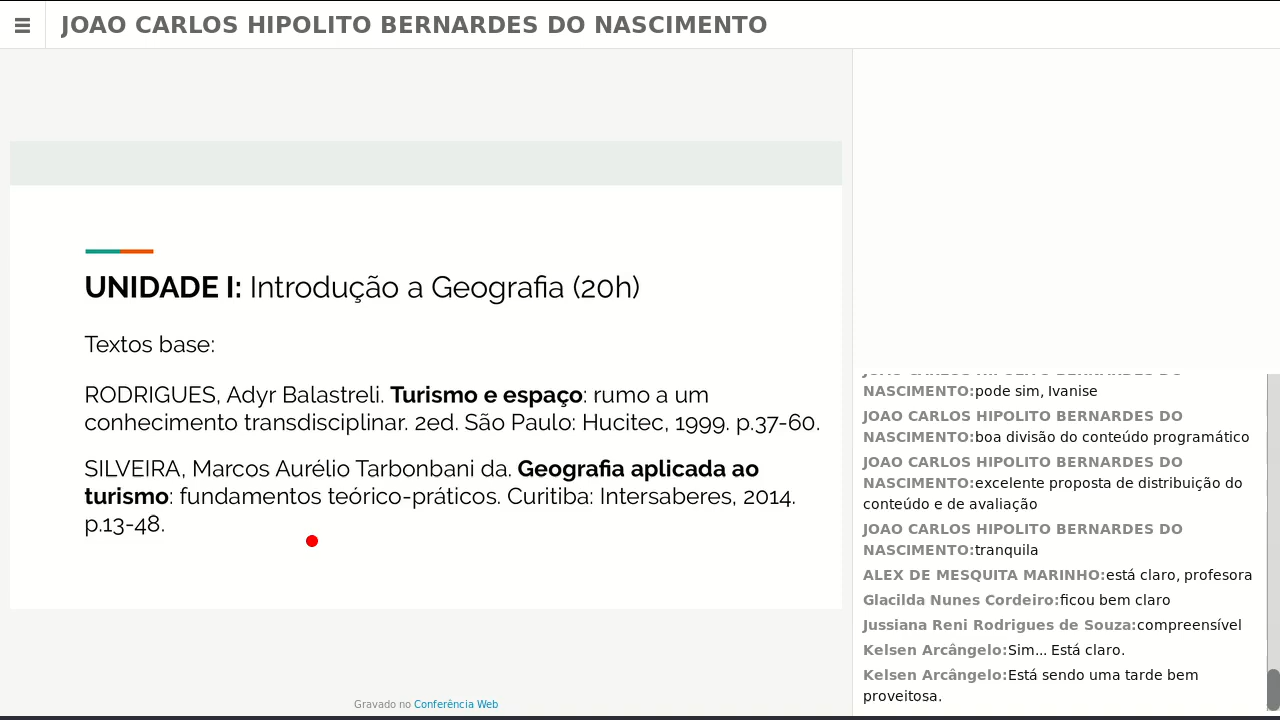 JOAO CARLOS HIPOLITO BERNARDES DO NASCIMENTO
UNIDADE I: Introdução a Geografia (20h)
Textos base:
RODRIGUES, Adyr Balastreli. Turismo e espaço: rumo a um
conhecimento transdisciplinar. 2ed. São Paulo: Hucitec, 1999. p.37-60.
SILVEIRA, Marcos Aurélio Tarbonbani da. Geografia aplicada ao
turismo: fundamentos teórico-práticos. Curitiba: Intersaberes, 2014.
p.13-48.
Gravado no Conferência Web
JOAO CARLOS HIPOLITO BERNARDES DO
NASCIMENTO:pode sim, Ivanise
JOAO CARLOS HIPOLITO BERNARDES DO
NASCIMENTO:boa divisão do conteúdo programático
JOAO CARLOS HIPOLITO BERNARDES DO
NASCIMENTO:excelente proposta de distribuição do
conteúdo e de avaliação
JOAO CARLOS HIPOLITO BERNARDES DO
NASCIMENTO:tranquila
ALEX DE MESQUITA MARINHO:está claro, profesora
Glacilda Nunes Cordeiro:ficou bem claro
Jussiana Reni Rodrigues de Souza:compreensível
Kelsen Arcângelo:Sim... Está claro.
Kelsen Arcângelo:Está sendo uma tarde bem
proveitosa.